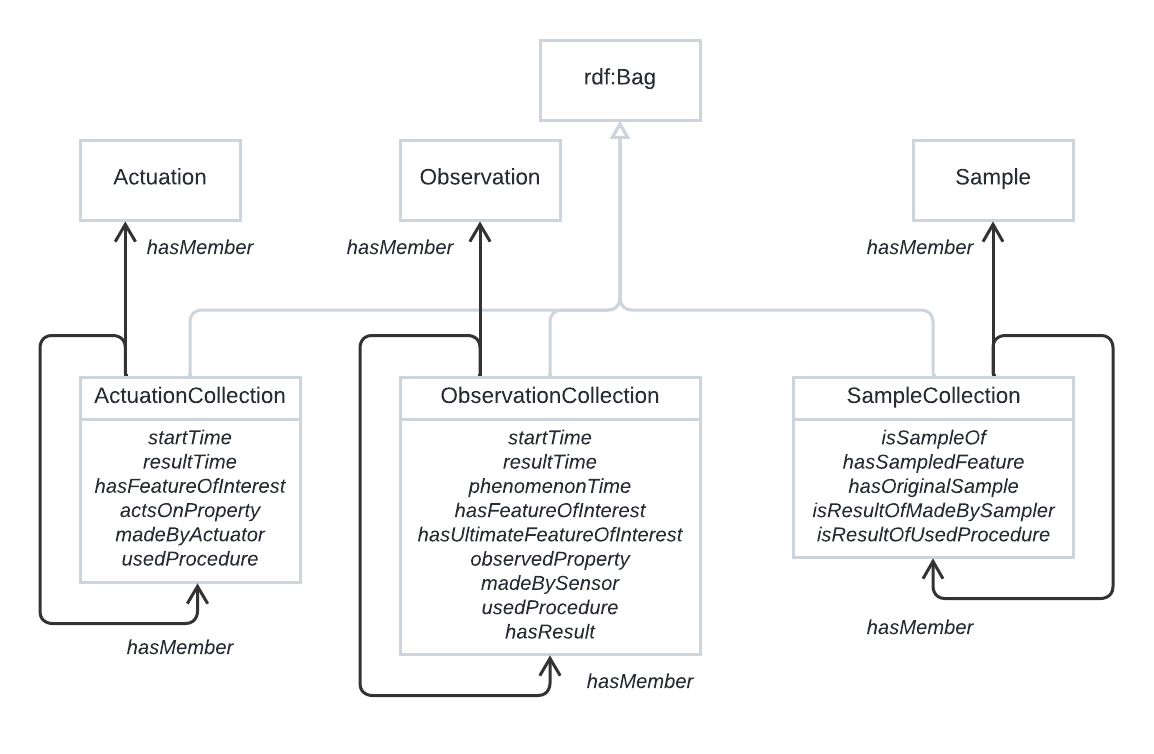 rdf:Bag
Actuation
Observation
Sample
hasMember
hasMember
hasMember
ActuationCollection
startTime
resultTime
hasFeatureOfInterest
actsOnProperty
madeByActuator
usedProcedure
hasMember
ObservationCollection
startTime
resultTime
phenomenonTime
hasFeatureOfInterest
hasUltimateFeatureOfInterest
observedProperty
madeBySensor
usedProcedure
hasResult
hasMember
SampleCollection
isSampleOf
hasSampledFeature
hasOriginalSample
isResultOfMadeBySampler
isResultOfUsedProcedure
hasMember